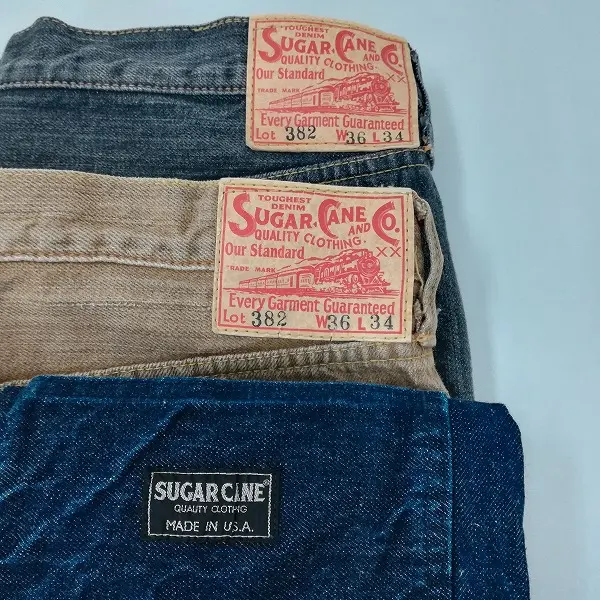 TOUGHEST
DENIM
SUGAR CANE AND CO.
QUALITY CLOTHING.
Our Standard XX
TRADE MARK
Every Garment Guaranteed
Lot 382 W36 L34
TOUGHEST
DENIM
SUGAR CANE AND CO.
QUALITY CLOTHING.
Our Standard XX
TRADE MARK
Every Garment Guaranteed
Lot 382 W36 L34
SUGAR CANE®
QUALITY CLOTHING
MADE IN U.S.A.